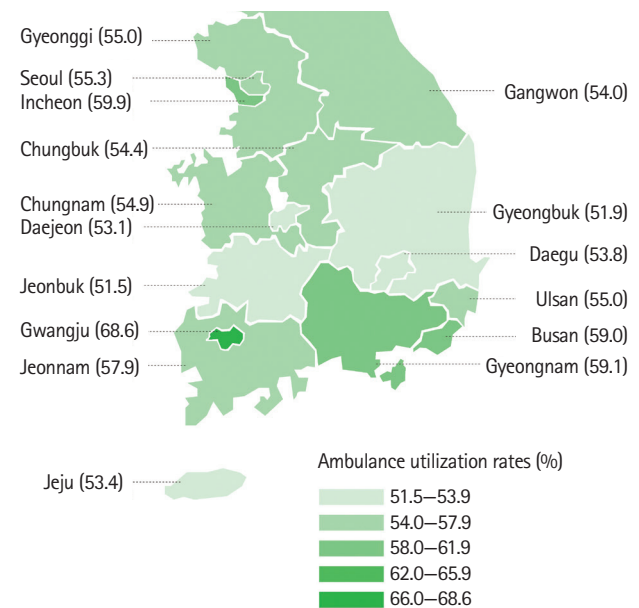 Gyeonggi (55.0)
Seoul (55.3)
Incheon (59.9)
Gangwon (54.0)
Chungbuk (54.4)
Chungnam (54.9)
Gyeongbuk (51.9)
Daejeon (53.1)
Daegu (53.8)
Jeonbuk (51.5)
Ulsan (55.0)
Gwangju (68.6)
Busan (59.0)
Jeonnam (57.9)
Gyeongnam (59.1)
Jeju (53.4)
Ambulance utilization rates (%)
51.5—53.9
54.0—57.9
58.0—61.9
62.0—65.9
66.0—68.6